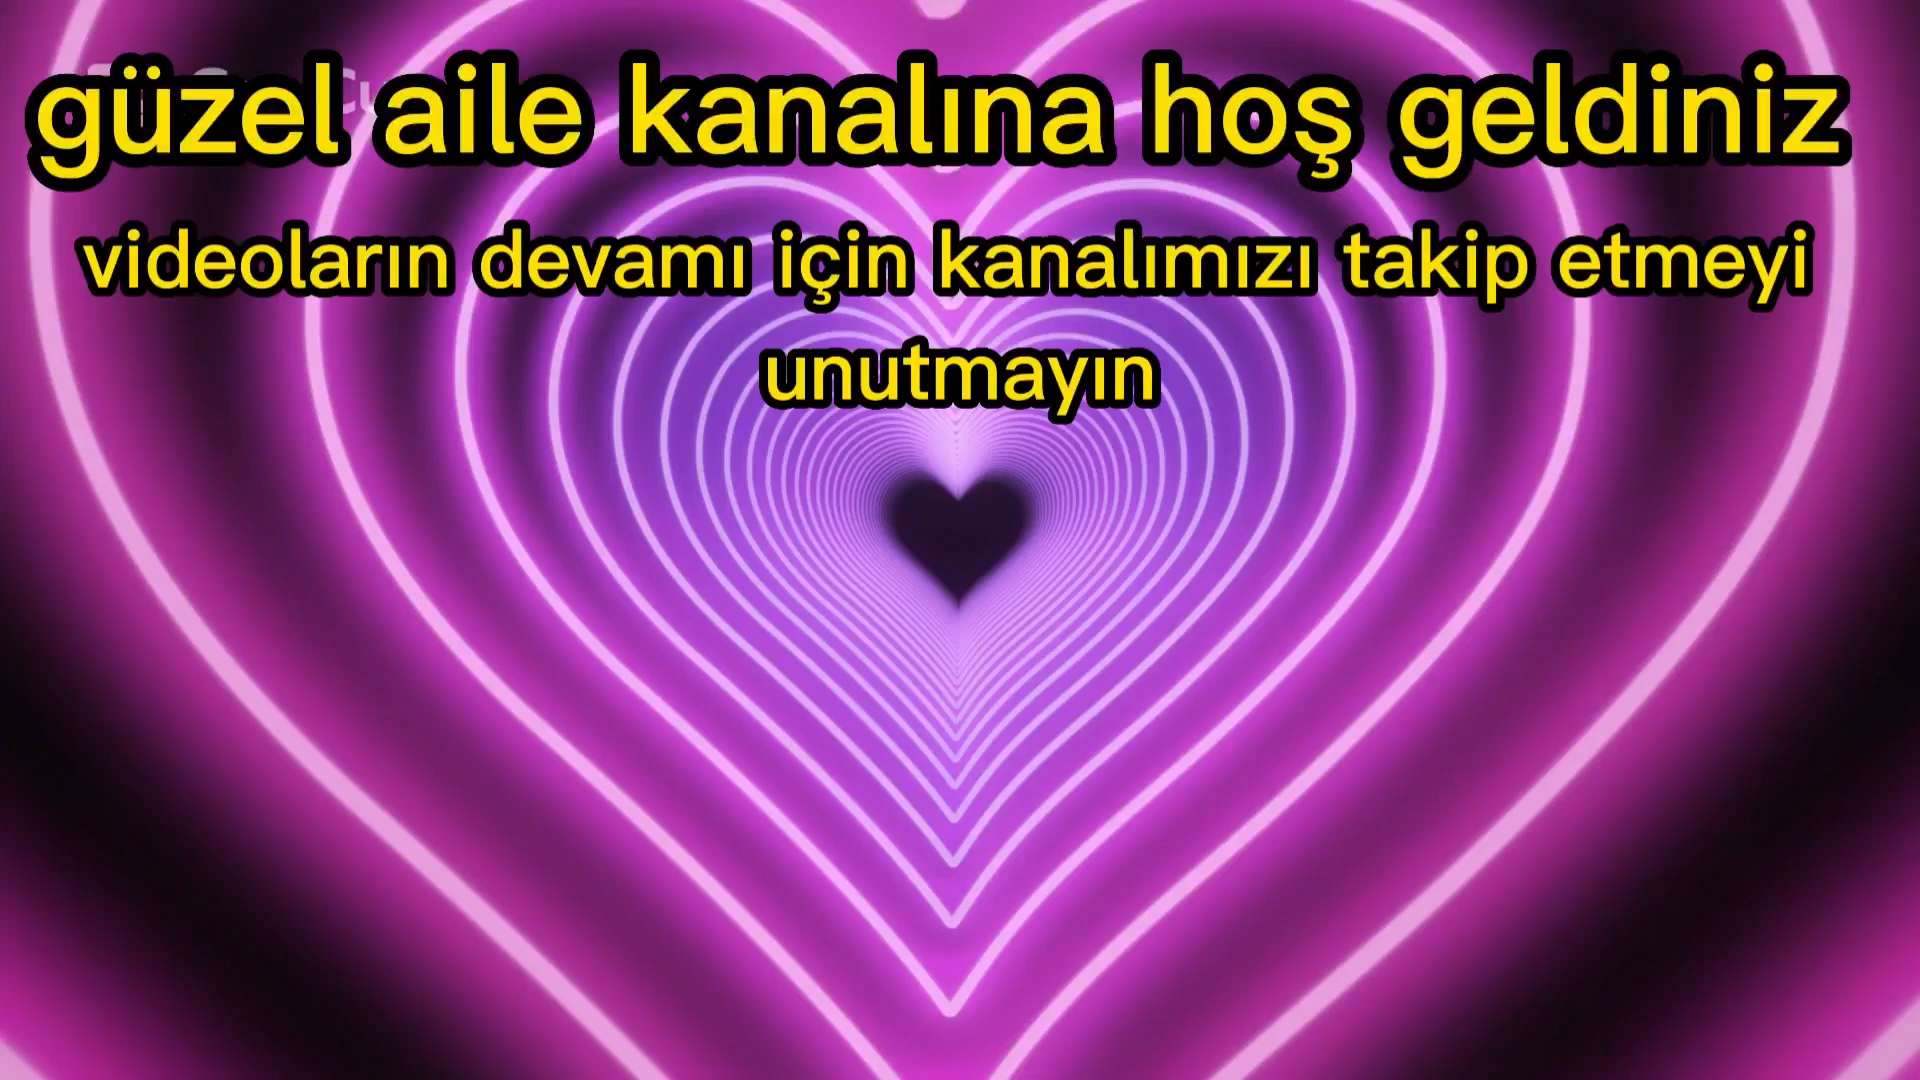 güzel aile kanalına hoş geldiniz
videoların devamı için kanalımızı takip etmeyi
unutmayın